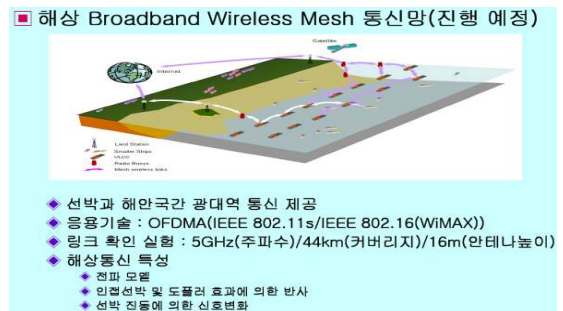 해상 Broadband Wireless Mesh 통신망(진행 예정)
Satellite
Internet
Land Station
Smaller Ships
VLCC
Radio Buoys
Mesh wireless links
선박과 해안국간 광대역 통신 제공
응용기술 : OFDMA(IEEE 802.11s/IEEE 802.16(WiMAX))
링크 확인 실험 : 5GHz(주파수)/44km(커버리지)/16m(안테나높이)
해상통신 특성
전파 모델
인접선박 및 도플러 효과에 의한 반사
선박 진동에 의한 신호변화